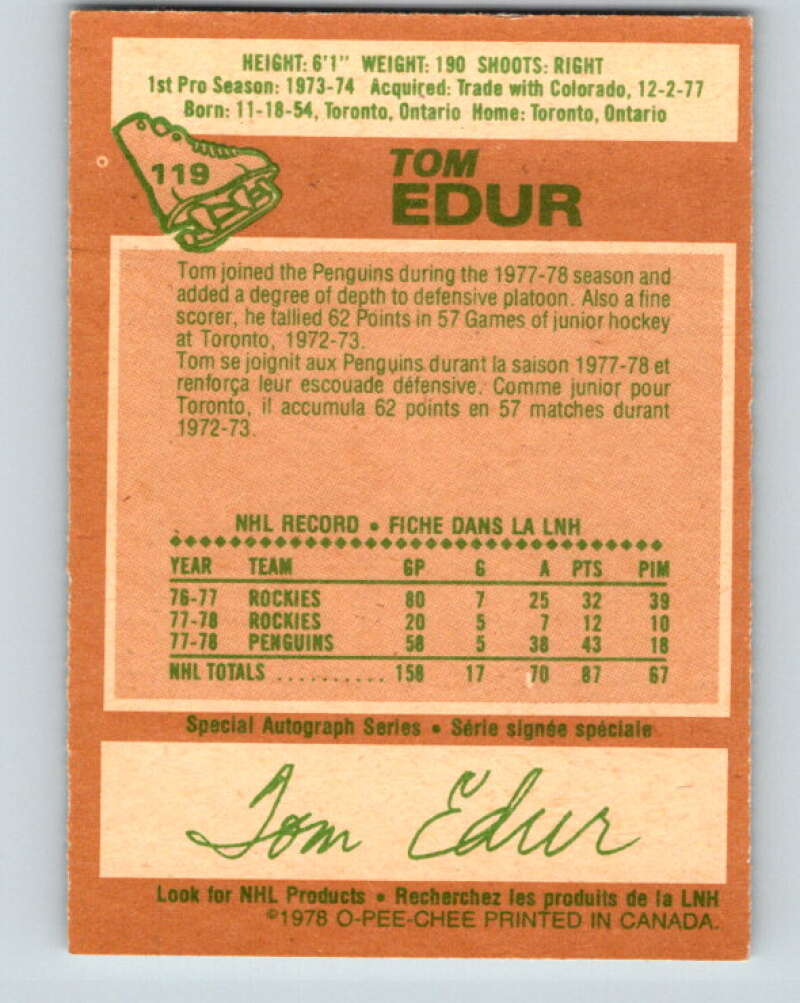 HEIGHT: 6'1" WEIGHT: 190 SHOOTS: RIGHT
1st Pro Season: 1973-74 Acquired: Trade with Colorado, 12-2-77
Born: 11-18-54, Toronto, Ontario Home: Toronto, Ontario
119
TOM
EDUR
Tom joined the Penguins during the 1977-78 season and
added a degree of depth to defensive platoon. Also a fine
scorer, he tallied 62 Points in 57 Games of junior hockey
at Toronto, 1972-73.
Tom se joignit aux Penguins durant la saison 1977-78 et
renforça leur escouade défensive. Comme junior pour
Toronto, il accumula 62 points en 57 matches durant
1972-73.
NHL RECORD • FICHE DANS LA LNH
YEAR TEAM GP G A PTS PIM
76-77 ROCKIES 80 7 25 32 39
77-78 ROCKIES 20 5 7 12 10
77-78 PENGUINS 58 5 38 43 18
NHL TOTALS .......... 158 17 70 87 67
Special Autograph Series • Série signée spéciale
Tom Edur
Look for NHL Products • Recherchez les produits de la LNH
©1978 O-PEE-CHEE PRINTED IN CANADA.